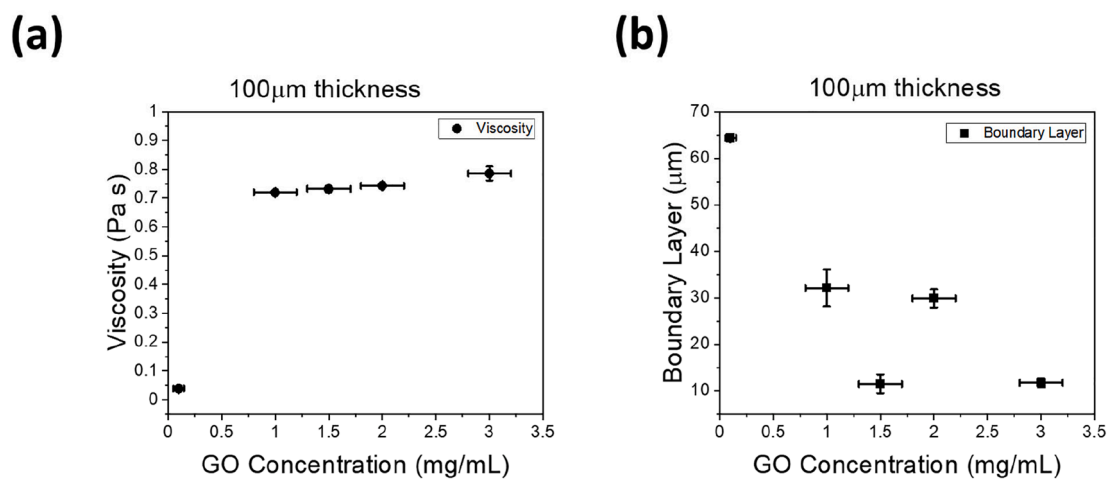 (a)
100μm thickness
Viscosity
Viscosity (Pa s)
1
0.9
0.8
0.7
0.6
0.5
0.4
0.3
0.2
0.1
0
0 0.5 1 1.5 2 2.5 3 3.5
GO Concentration (mg/mL)
(b)
100μm thickness
Boundary Layer
Boundary Layer (μm)
70
60
50
40
30
20
10
0 0.5 1 1.5 2 2.5 3 3.5
GO Concentration (mg/mL)